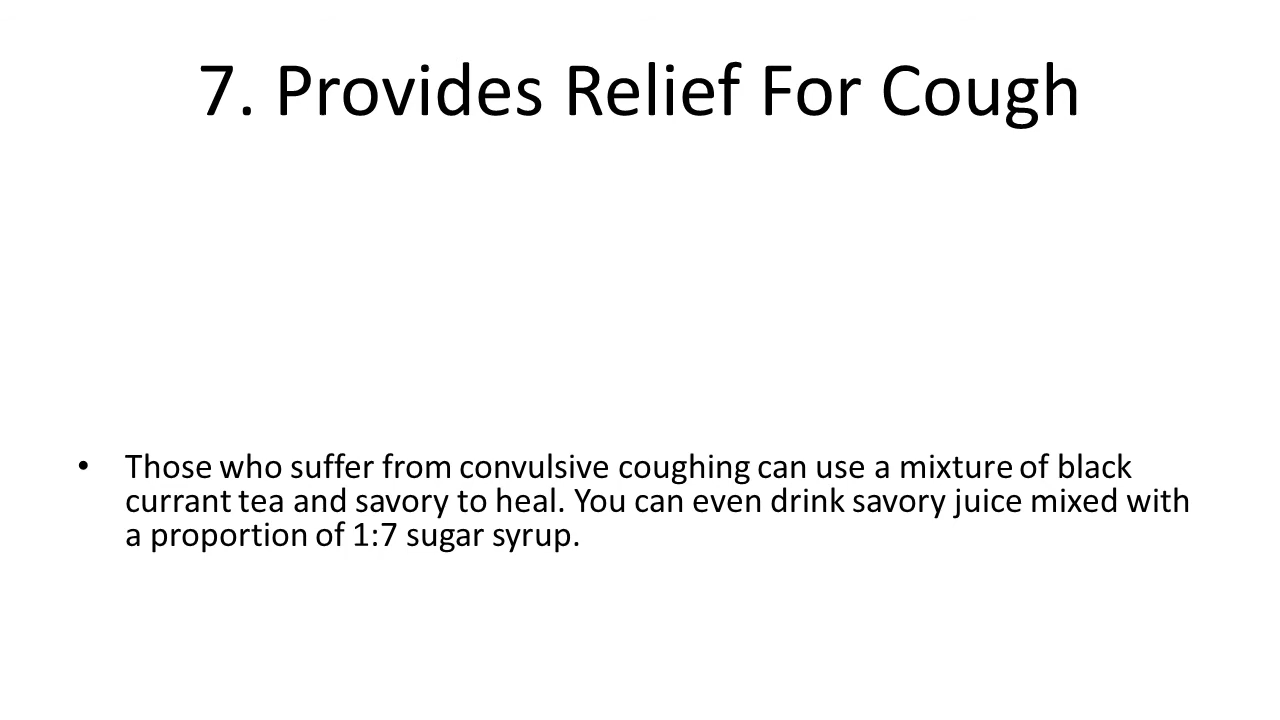 7. Provides Relief For Cough
• Those who suffer from convulsive coughing can use a mixture of black
currant tea and savory to heal. You can even drink savory juice mixed with
a proportion of 1:7 sugar syrup.